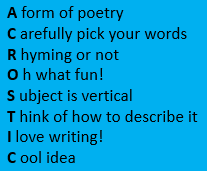 A form of poetry
C arefully pick your words
R hyming or not
O h what fun!
S ubject is vertical
T hink of how to describe it
I love writing!
C ool idea